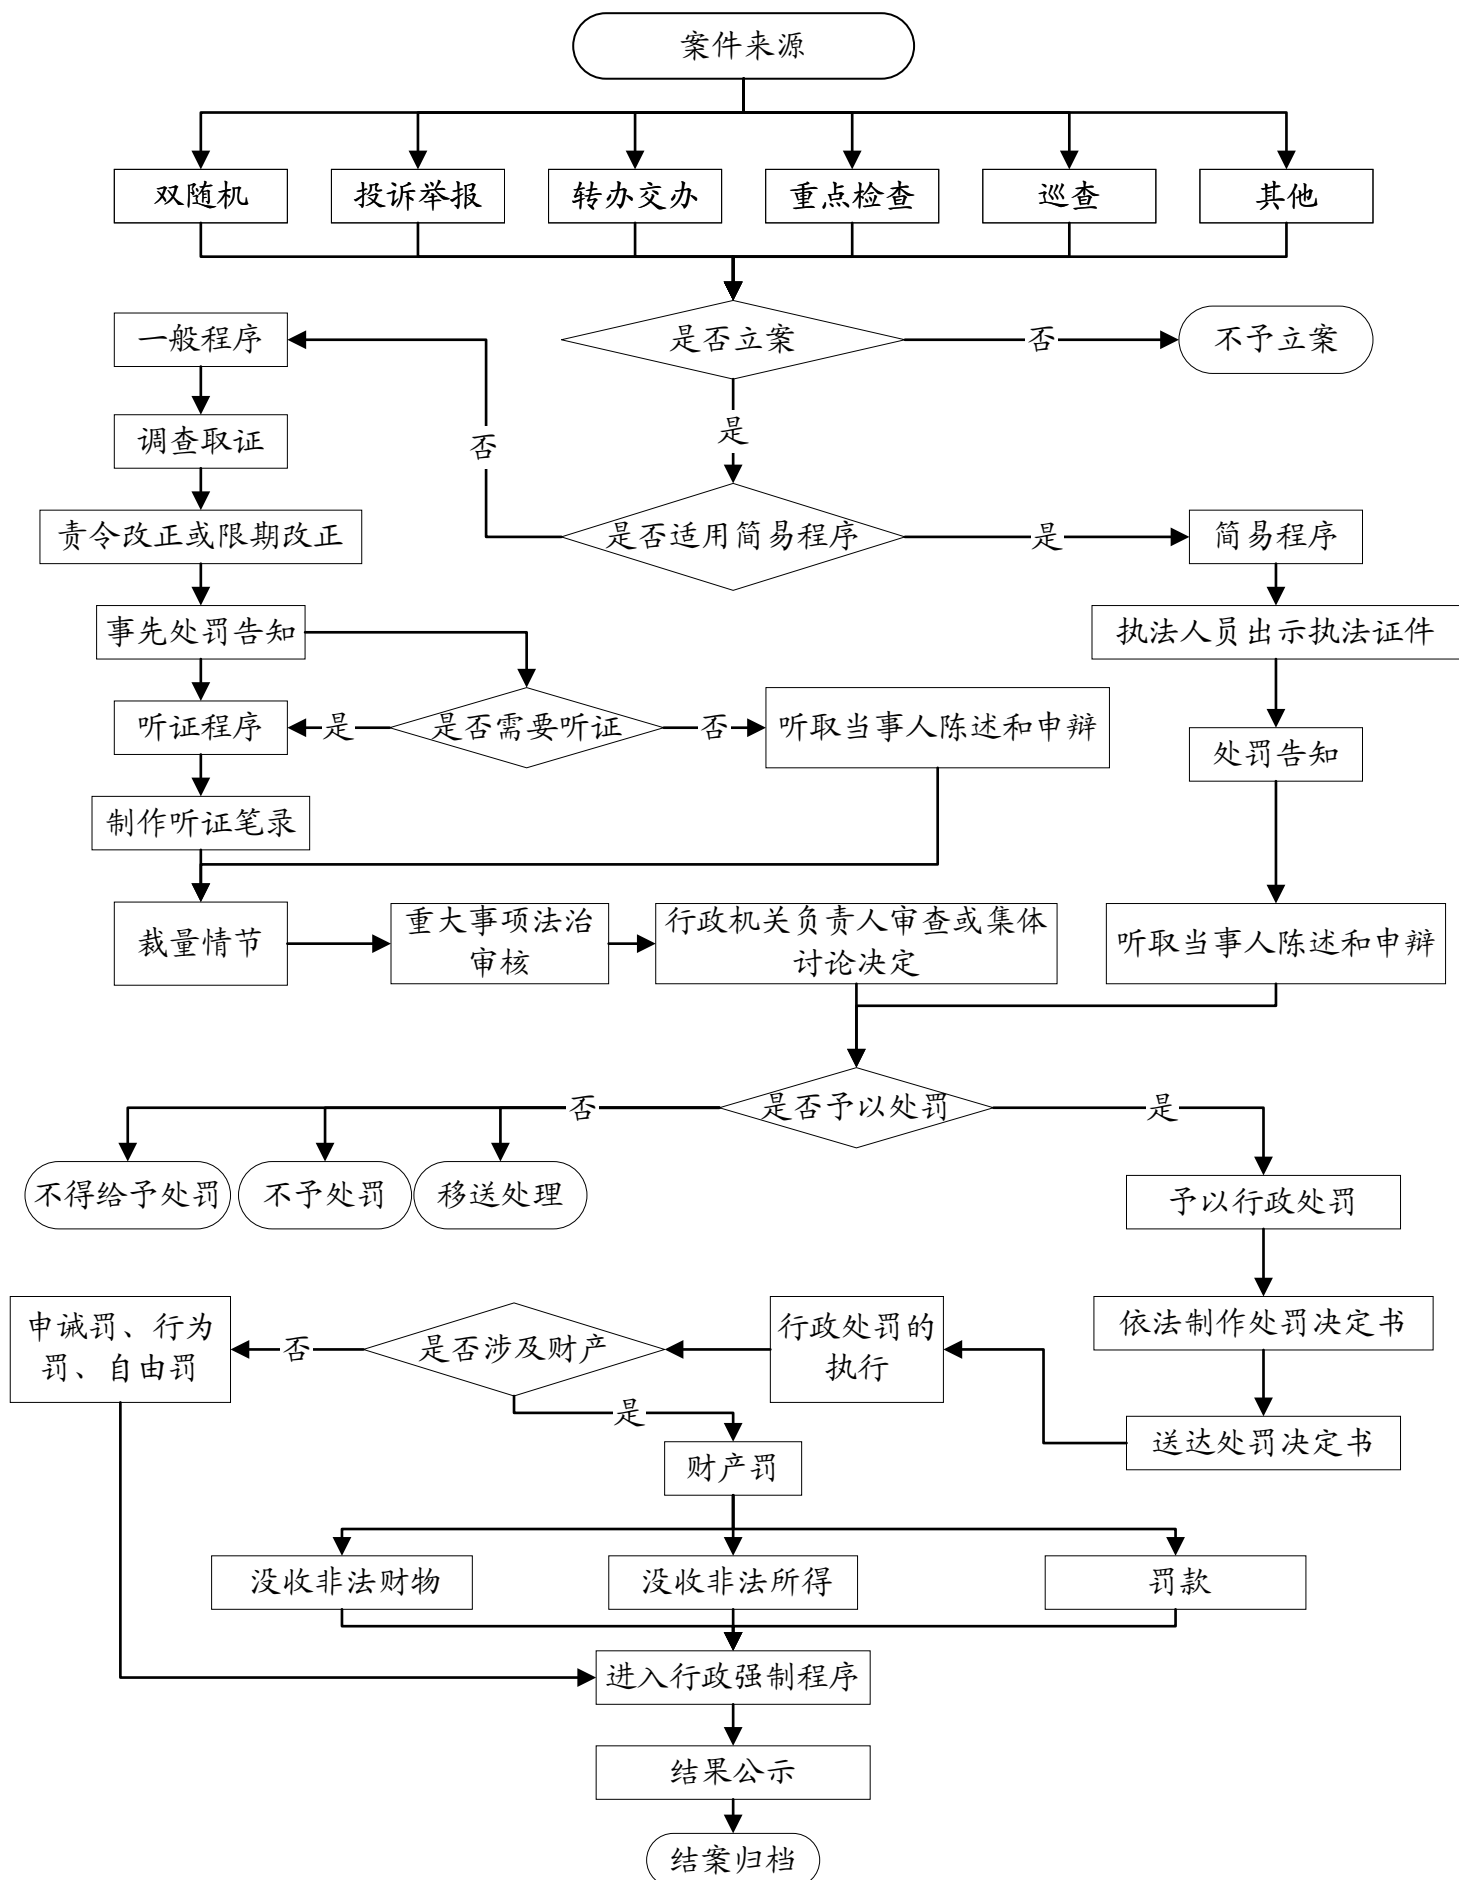 案件来源
双随机
投诉举报
转办交办
重点检查
巡查
其他
一般程序
是否立案
否
不予立案
调查取证
否
是
责令改正或限期改正
是否适用简易程序
是
简易程序
事先处罚告知
执法人员出示执法证件
听证程序
是
是否需要听证
否
听取当事人陈述和申辩
处罚告知
制作听证笔录
裁量情节
重大事项法治
审核
行政机关负责人审查或集体
讨论决定
听取当事人陈述和申辩
否
是否予以处罚
是
不得给予处罚
不予处罚
移送处理
予以行政处罚
申诫罚、行为
罚、自由罚
否
是否涉及财产
行政处罚的
执行
依法制作处罚决定书
是
送达处罚决定书
财产罚
没收非法财物
没收非法所得
罚款
进入行政强制程序
结果公示
结案归档